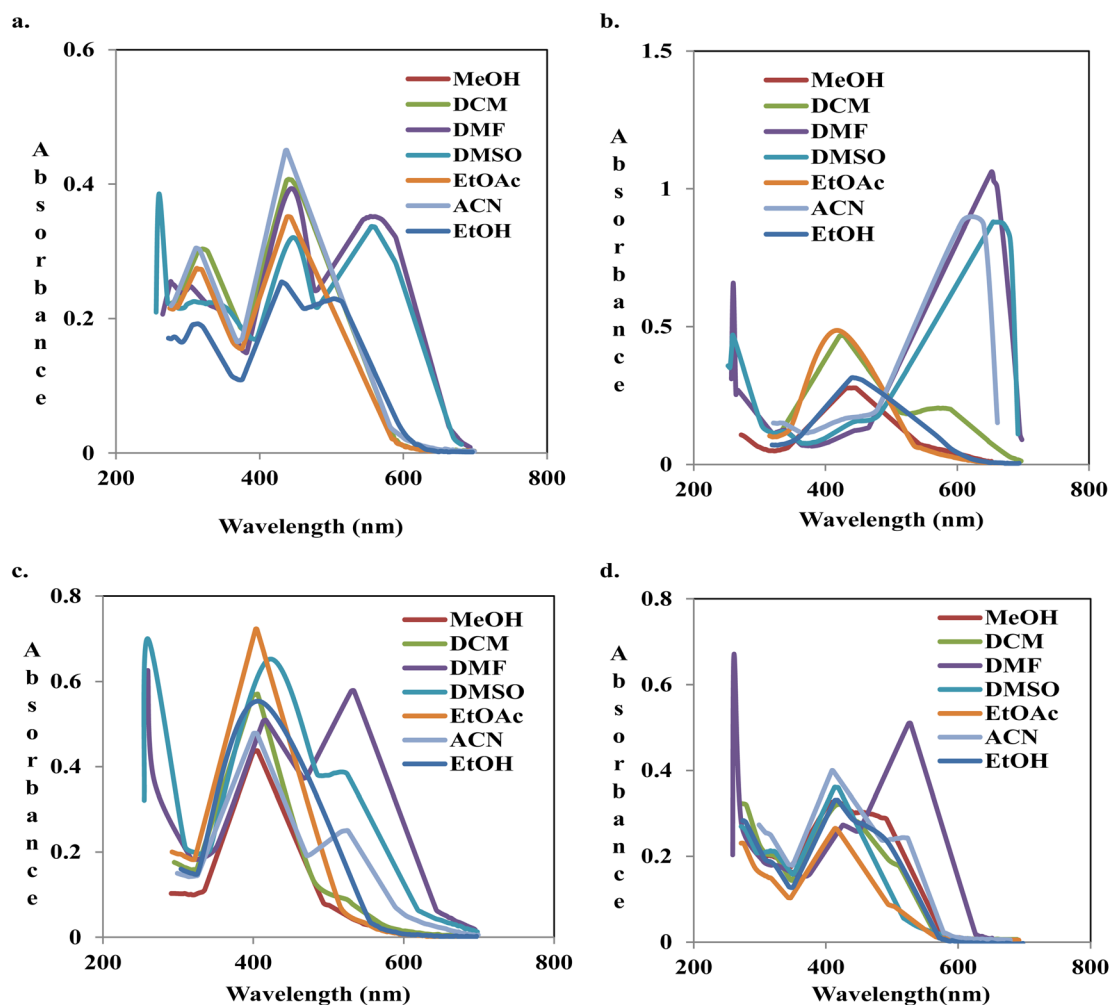 a.
0.6
0.4
0.2
0
200 400 600 800
Absorbance
Wavelength (nm)
MeOH
DCM
DMF
DMSO
EtOAc
ACN
EtOH
b.
1.5
1
0.5
0
200 400 600 800
Absorbance
Wavelength (nm)
MeOH
DCM
DMF
DMSO
EtOAc
ACN
EtOH
c.
0.8
0.6
0.4
0.2
0
200 400 600 800
Absorbance
Wavelength (nm)
MeOH
DCM
DMF
DMSO
EtOAc
ACN
EtOH
d.
0.8
0.6
0.4
0.2
0
200 400 600 800
Absorbance
Wavelength(nm)
MeOH
DCM
DMF
DMSO
EtOAc
ACN
EtOH